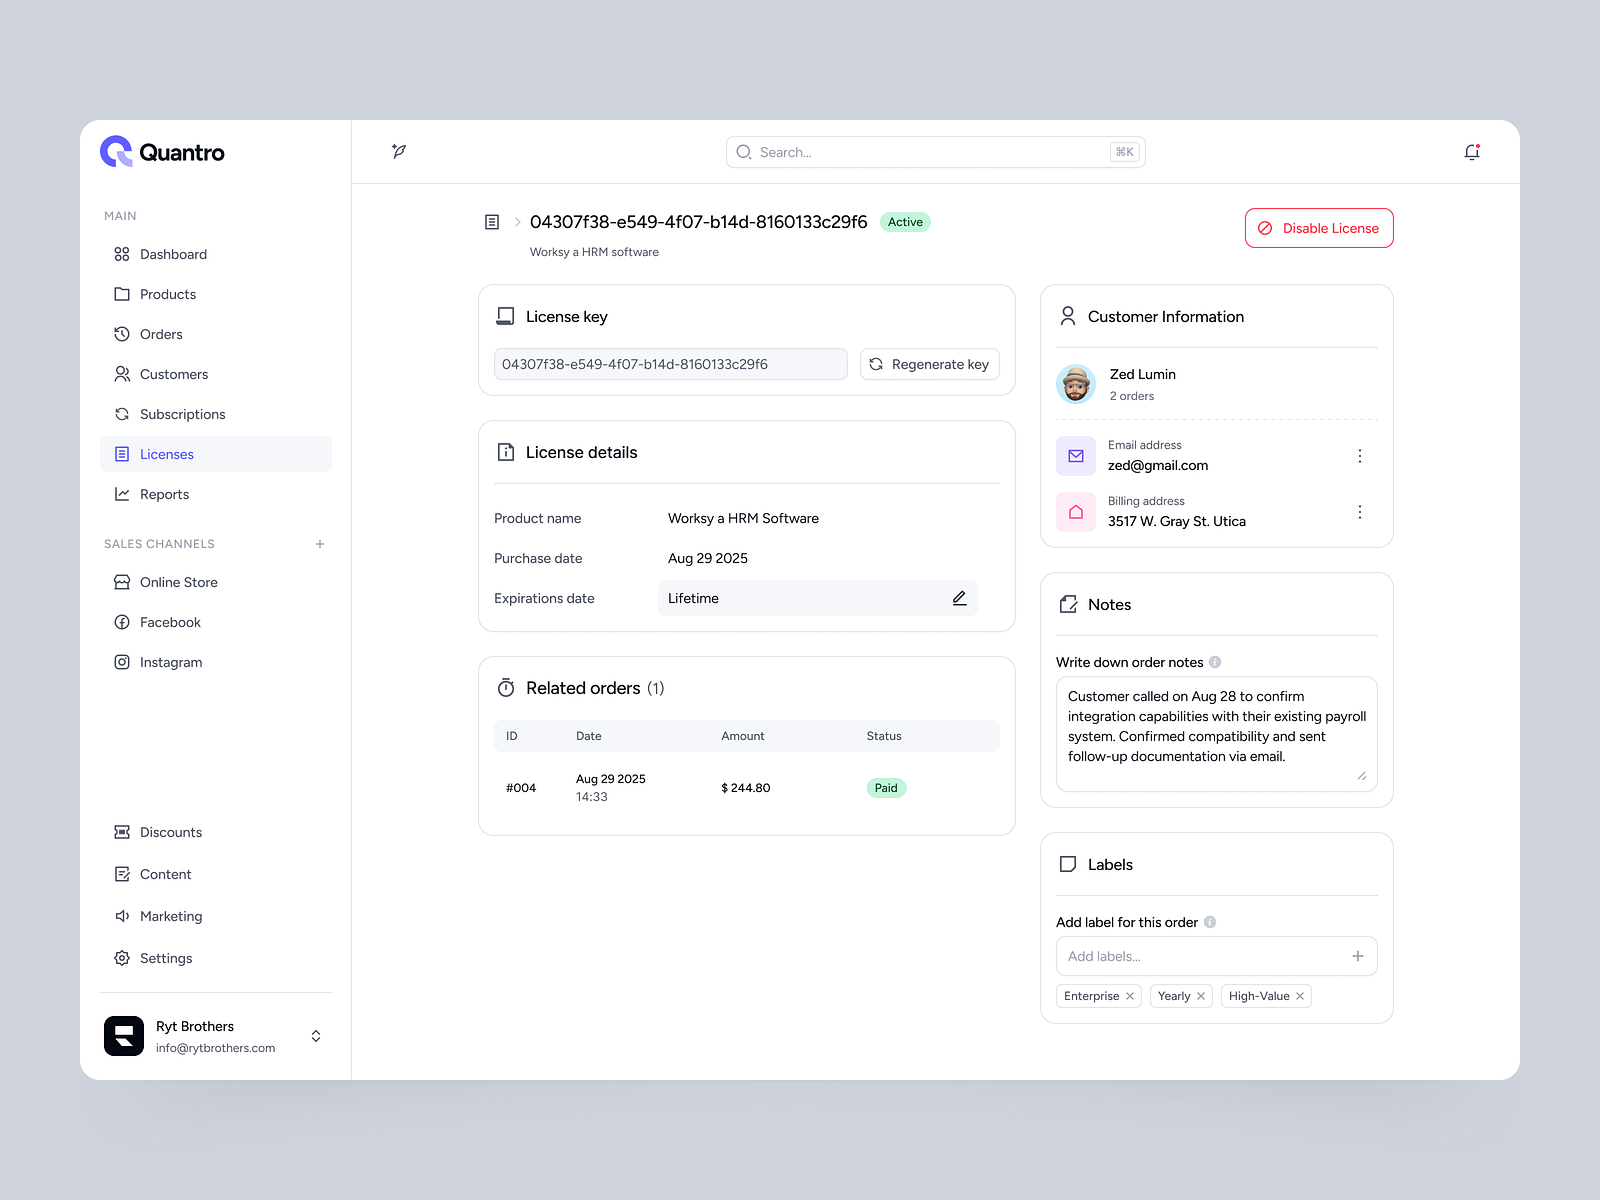 Quantro
Search...
⌘K
MAIN
Dashboard
Products
Orders
Customers
Subscriptions
Licenses
Reports
SALES CHANNELS
Online Store
Facebook
Instagram
Discounts
Content
Marketing
Settings
Ryt Brothers
info@rytbrothers.com
04307f38-e549-4f07-b14d-8160133c29f6
Active
Worksy a HRM software
Disable License
License key
04307f38-e549-4f07-b14d-8160133c29f6
Regenerate key
License details
Product name
Worksy a HRM Software
Purchase date
Aug 29 2025
Expirations date
Lifetime
Related orders (1)
ID Date Amount Status
#004
Aug 29 2025
14:33
$ 244.80
Paid
Customer Information
Zed Lumin
2 orders
Email address
zed@gmail.com
Billing address
3517 W. Gray St. Utica
Notes
Write down order notes
Customer called on Aug 28 to confirm
integration capabilities with their existing payroll
system. Confirmed compatibility and sent
follow-up documentation via email.
Labels
Add label for this order
Add labels...
Enterprise
Yearly
High-Value